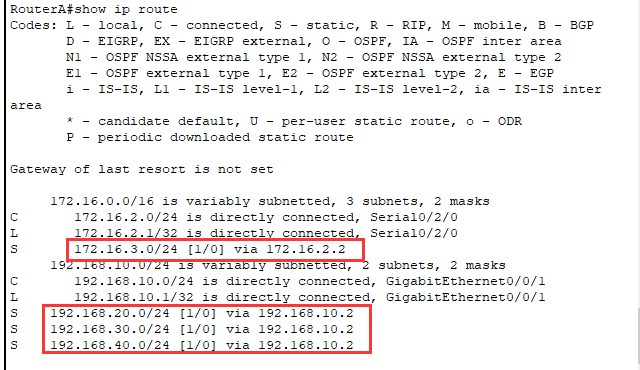 RouterA#show ip route
Codes: L - local, C - connected, S - static, R - RIP, M - mobile, B - BGP
D - EIGRP, EX - EIGRP external, O - OSPF, IA - OSPF inter area
N1 - OSPF NSSA external type 1, N2 - OSPF NSSA external type 2
E1 - OSPF external type 1, E2 - OSPF external type 2, E - EGP
i - IS-IS, L1 - IS-IS level-1, L2 - IS-IS level-2, ia - IS-IS inter
area
* - candidate default, U - per-user static route, o - ODR
P - periodic downloaded static route
Gateway of last resort is not set
172.16.0.0/16 is variably subnetted, 3 subnets, 2 masks
C 172.16.2.0/24 is directly connected, Serial0/2/0
L 172.16.2.1/32 is directly connected, Serial0/2/0
S 172.16.3.0/24 [1/0] via 172.16.2.2
192.168.10.0/24 is variably subnetted, 2 subnets, 2 masks
C 192.168.10.0/24 is directly connected, GigabitEthernet0/0/1
L 192.168.10.1/32 is directly connected, GigabitEthernet0/0/1
S 192.168.20.0/24 [1/0] via 192.168.10.2
S 192.168.30.0/24 [1/0] via 192.168.10.2
S 192.168.40.0/24 [1/0] via 192.168.10.2